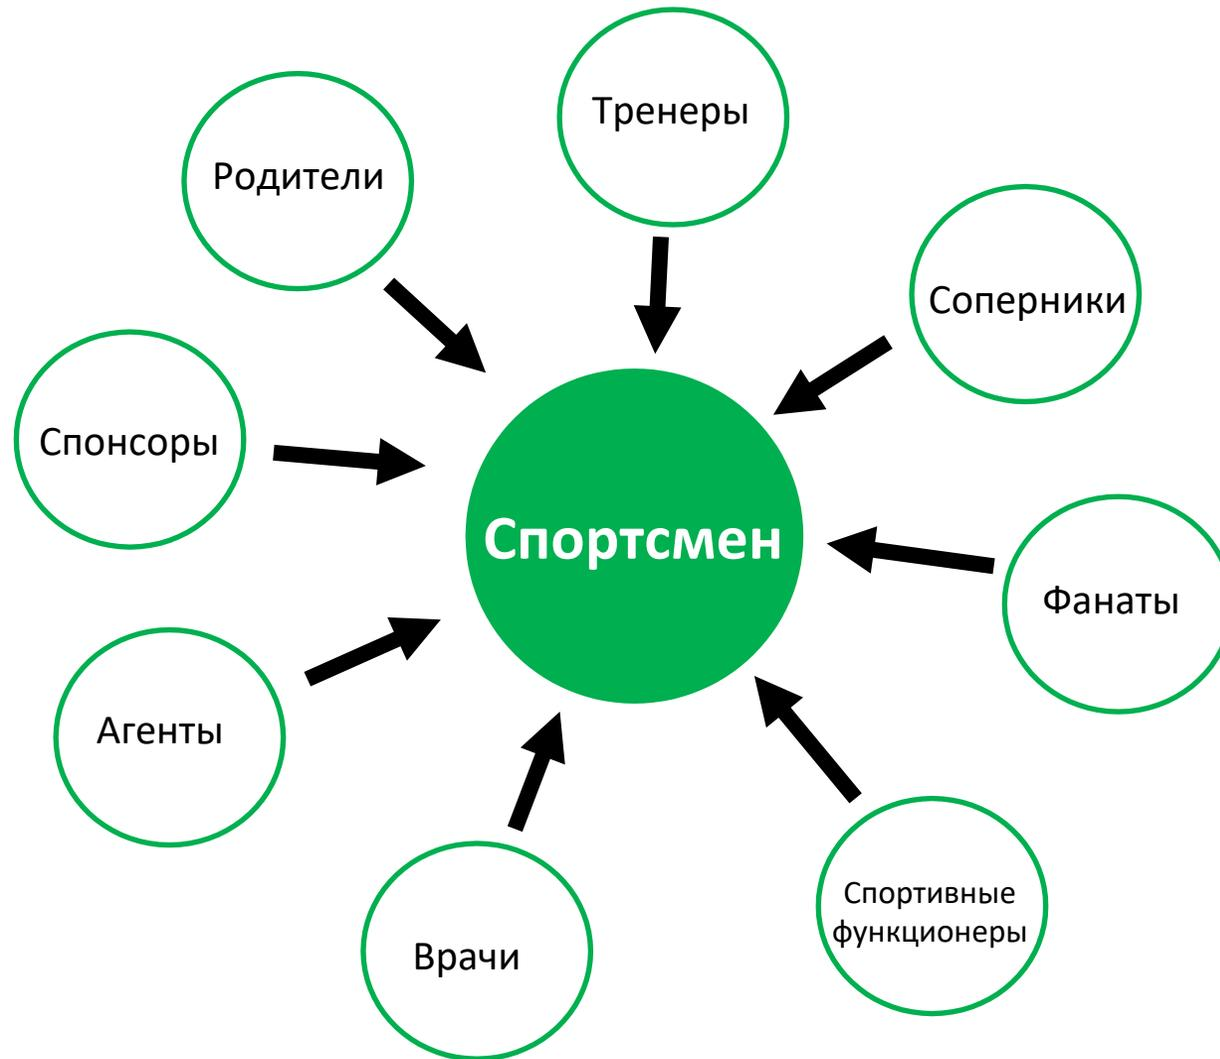 Тренеры
Родители
Соперники
Спонсоры
Спортсмен
Фанаты
Агенты
Спортивные
функционеры
Врачи